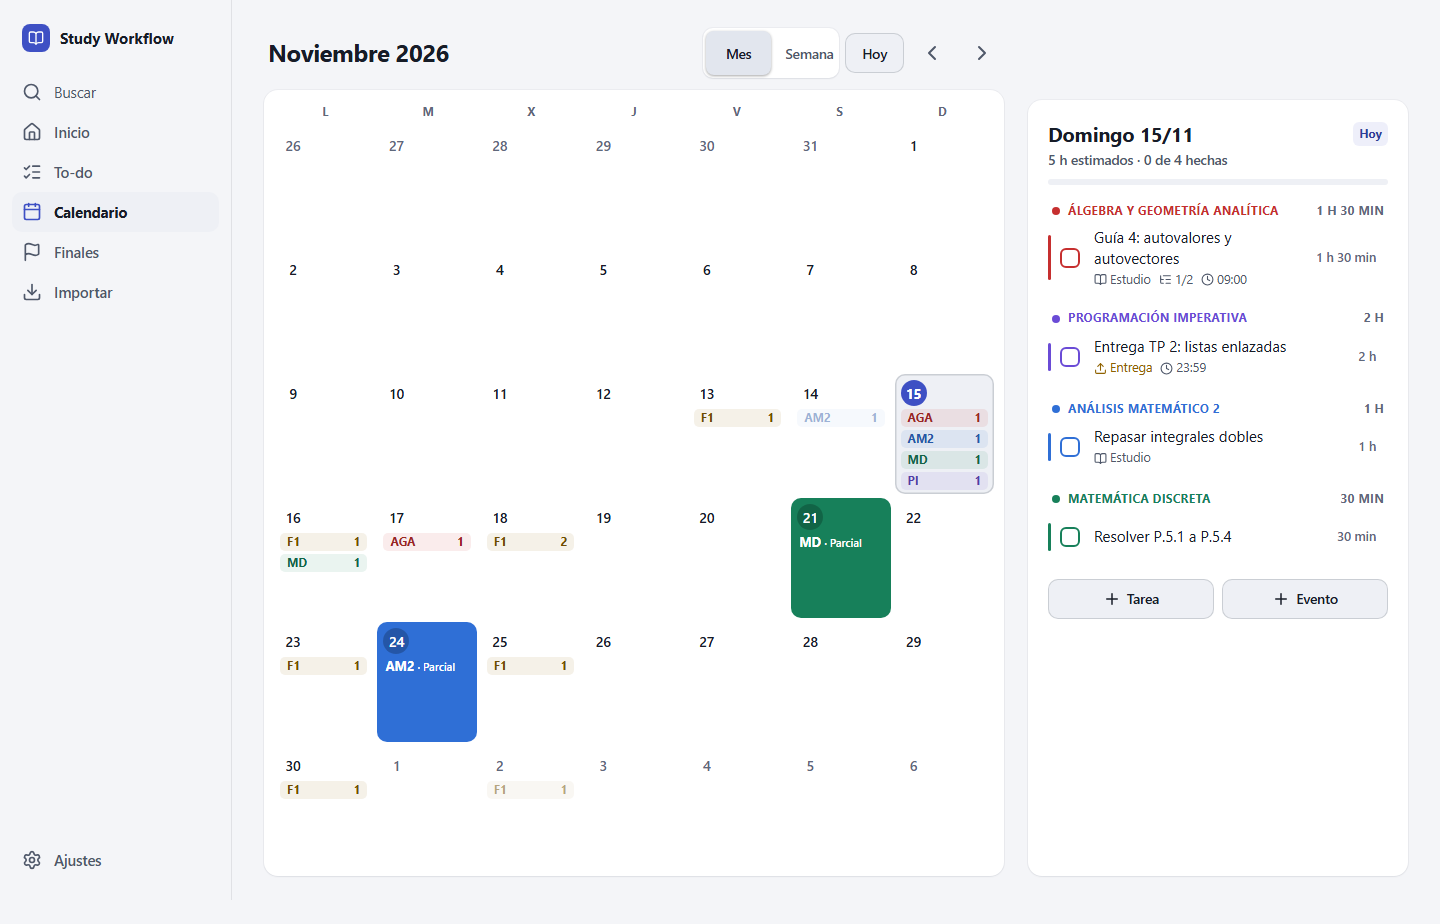 Study Workflow
Buscar
Inicio
To-do
Calendario
Finales
Importar
Ajustes
Noviembre 2026
Mes Semana Hoy
L M X J V S D
26 27 28 29 30 31 1
2 3 4 5 6 7 8
9 10 11 12 13 14 15
F1 1 AM2 1 AGA 1
AM2 1
MD 1
PI 1
16 17 18 19 20 21 22
F1 1 AGA 1 F1 2 MD · Parcial
MD 1
23 24 25 26 27 28 29
F1 1 AM2 · Parcial F1 1
30 1 2 3 4 5 6
F1 1 F1 1
Domingo 15/11 Hoy
5 h estimados · 0 de 4 hechas
ÁLGEBRA Y GEOMETRÍA ANALÍTICA 1 H 30 MIN
Guía 4: autovalores y
autovectores 1 h 30 min
Estudio 1/2 09:00
PROGRAMACIÓN IMPERATIVA 2 H
Entrega TP 2: listas enlazadas 2 h
Entrega 23:59
ANÁLISIS MATEMÁTICO 2 1 H
Repasar integrales dobles 1 h
Estudio
MATEMÁTICA DISCRETA 30 MIN
Resolver P.5.1 a P.5.4 30 min
+ Tarea + Evento